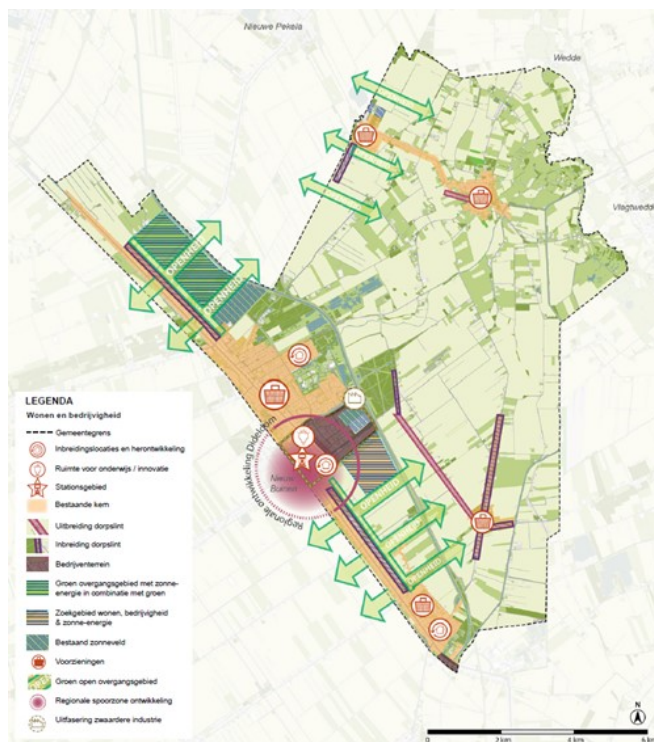 Nieuwe Pekela
Wedde
Vlagtwedde
OPENHEID
OPENHEID
Regionale ontwikkeling Dideldom
Nieuw
Buinen
OPENHEID
OPENHEID
OPENHEID
LEGENDA
Wonen en bedrijvigheid
Gemeentegrens
Inbreidingslocaties en herontwikkeling
Ruimte voor onderwijs / innovatie
Stationsgebied
Bestaande kern
Uitbreiding dorpslint
Inbreiding dorpslint
Bedrijventerrein
Groen overgangsgebied met zonne-
energie in combinatie met groen
Zoekgebied wonen, bedrijvigheid
& zonne-energie
Bestaand zonneveld
Voorzieningen
Groen open overgangsgebied
Regionale spoorzone ontwikkeling
Uitfasering zwaardere industrie
N
0 2 km 4 km 6 km